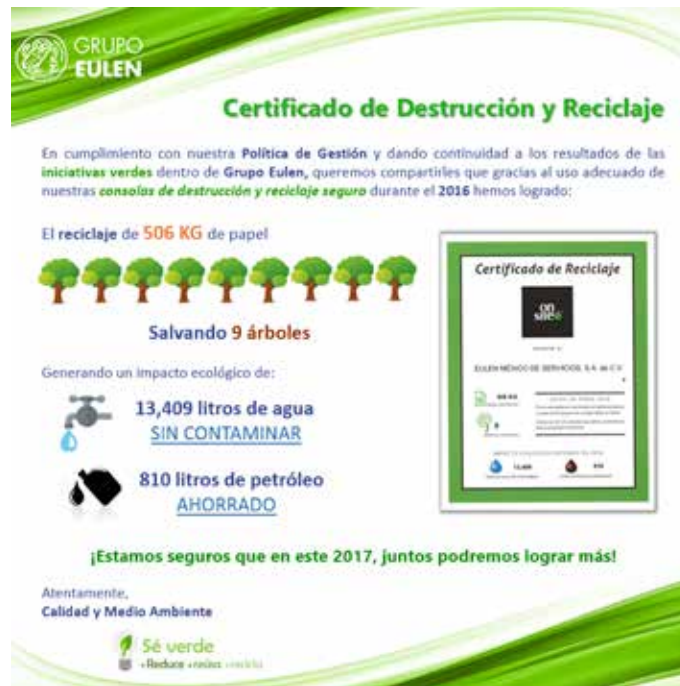 GRUPO
EULEN
Certificado de Destrucción y Reciclaje
En cumplimiento con nuestra Política de Gestión y dando continuidad a los resultados de las
iniciativas verdes dentro de Grupo Eulen, queremos compartirles que gracias al uso adecuado de
nuestras consolas de destrucción y reciclaje seguro durante el 2016 hemos logrado:
El reciclaje de 506 KG de papel
Salvando 9 árboles
Generando un impacto ecológico de:
13,409 litros de agua
SIN CONTAMINAR
810 litros de petróleo
AHORRADO
Certificado de Reciclaje
on
site
EULEN MÉXICO DE SERVICIOS, S.A. de C.V.
¡Estamos seguros que en este 2017, juntos podremos lograr más!
Atentamente,
Calidad y Medio Ambiente
Sé verde
+Reduce +reúsa +recicla